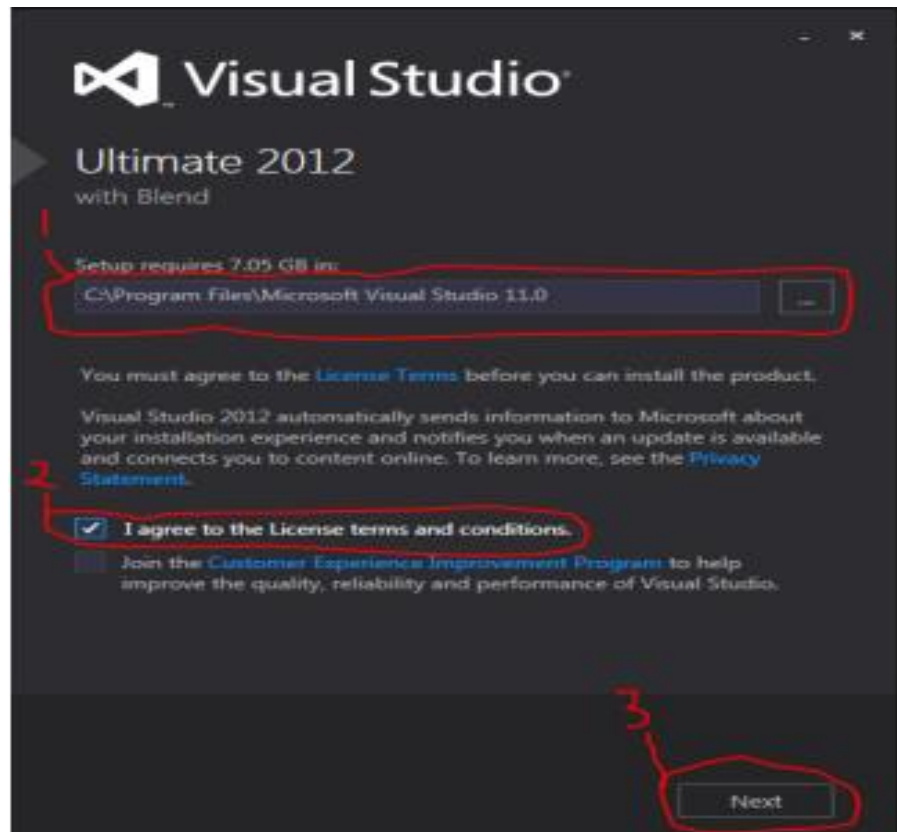 Visual Studio
Ultimate 2012
with Blend
1
Setup requires 7.05 GB in:
C:\Program Files\Microsoft Visual Studio 11.0
...
You must agree to the License Terms before you can install the product.
Visual Studio 2012 automatically sends information to Microsoft about
your installation experience and notifies you when an update is available
and connects you to content online. To learn more, see the Privacy
Statement.
2
I agree to the License terms and conditions.
Join the Customer Experience Improvement Program to help
improve the quality, reliability and performance of Visual Studio.
3
Next